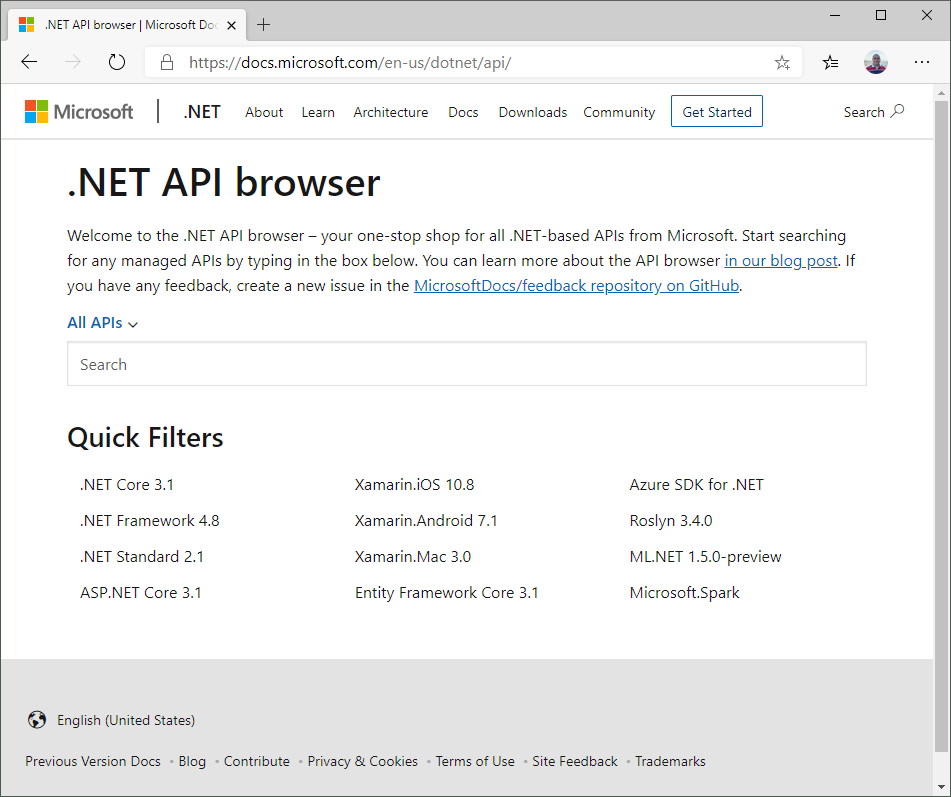 .NET API browser | Microsoft Doc
https://docs.microsoft.com/en-us/dotnet/api/
Microsoft | .NET About Learn Architecture Docs Downloads Community Get Started Search
.NET API browser
Welcome to the .NET API browser – your one-stop shop for all .NET-based APIs from Microsoft. Start searching
for any managed APIs by typing in the box below. You can learn more about the API browser in our blog post. If
you have any feedback, create a new issue in the MicrosoftDocs/feedback repository on GitHub.
All APIs
Search
Quick Filters
.NET Core 3.1 Xamarin.iOS 10.8 Azure SDK for .NET
.NET Framework 4.8 Xamarin.Android 7.1 Roslyn 3.4.0
.NET Standard 2.1 Xamarin.Mac 3.0 ML.NET 1.5.0-preview
ASP.NET Core 3.1 Entity Framework Core 3.1 Microsoft.Spark
English (United States)
Previous Version Docs • Blog • Contribute • Privacy & Cookies • Terms of Use • Site Feedback • Trademarks